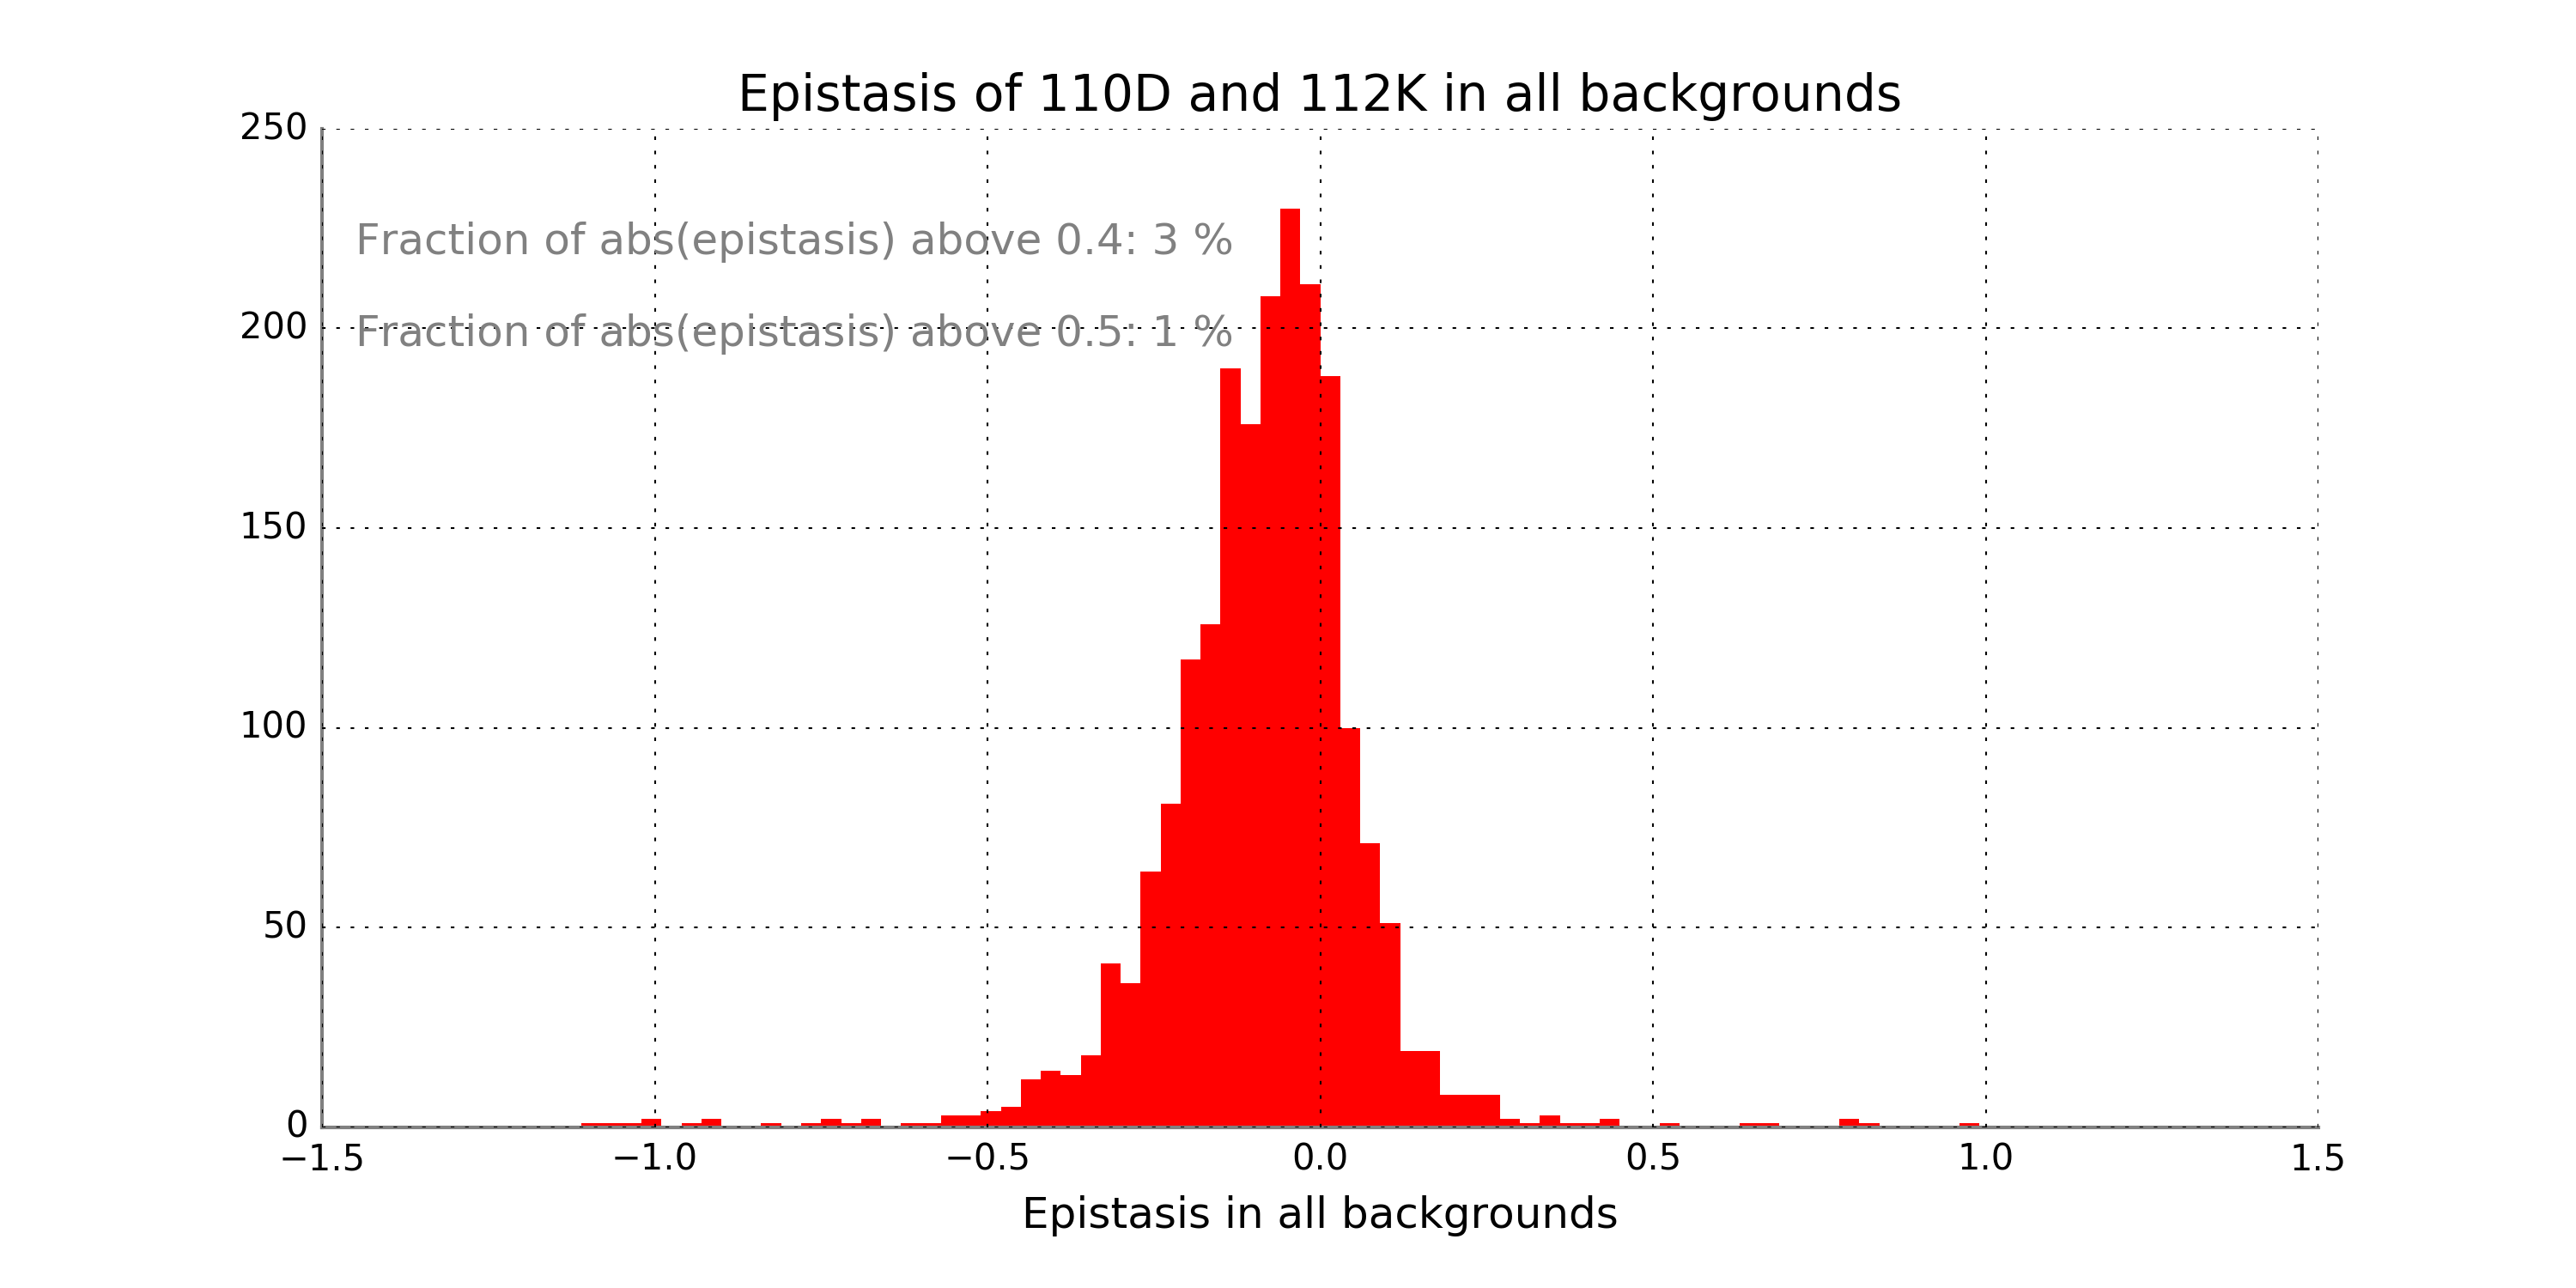 Epistasis of 110D and 112K in all backgrounds
250
Fraction of abs(epistasis) above 0.4: 3 %
200
Fraction of abs(epistasis) above 0.5: 1 %
150
100
50
0
−1.5 −1.0 −0.5 0.0 0.5 1.0 1.5
Epistasis in all backgrounds